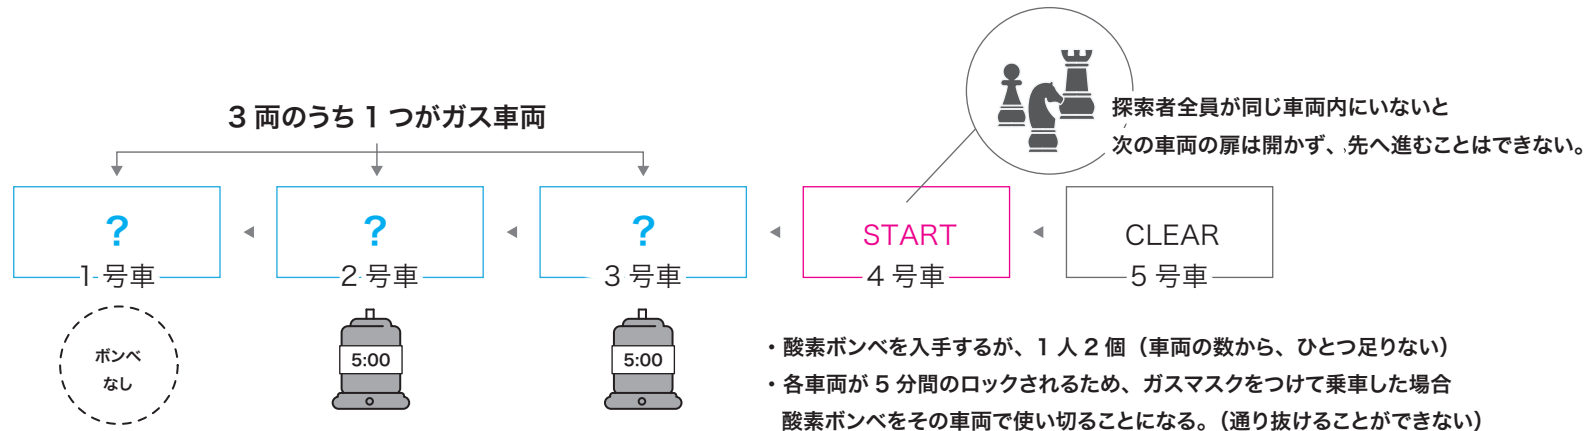 3 両のうち 1 つがガス車両
探索者全員が同じ車両内にいないと
次の車両の扉は開かず、先へ進むことはできない。
?
1 号車
?
2 号車
?
3 号車
START
4 号車
CLEAR
5 号車
ボンベ
なし
5:00
5:00
・酸素ボンベを入手するが、1 人 2 個（車両の数から、ひとつ足りない）
・各車両が 5 分間のロックされるため、ガスマスクをつけて乗車した場合
酸素ボンベをその車両で使い切ることになる。（通り抜けることができない）